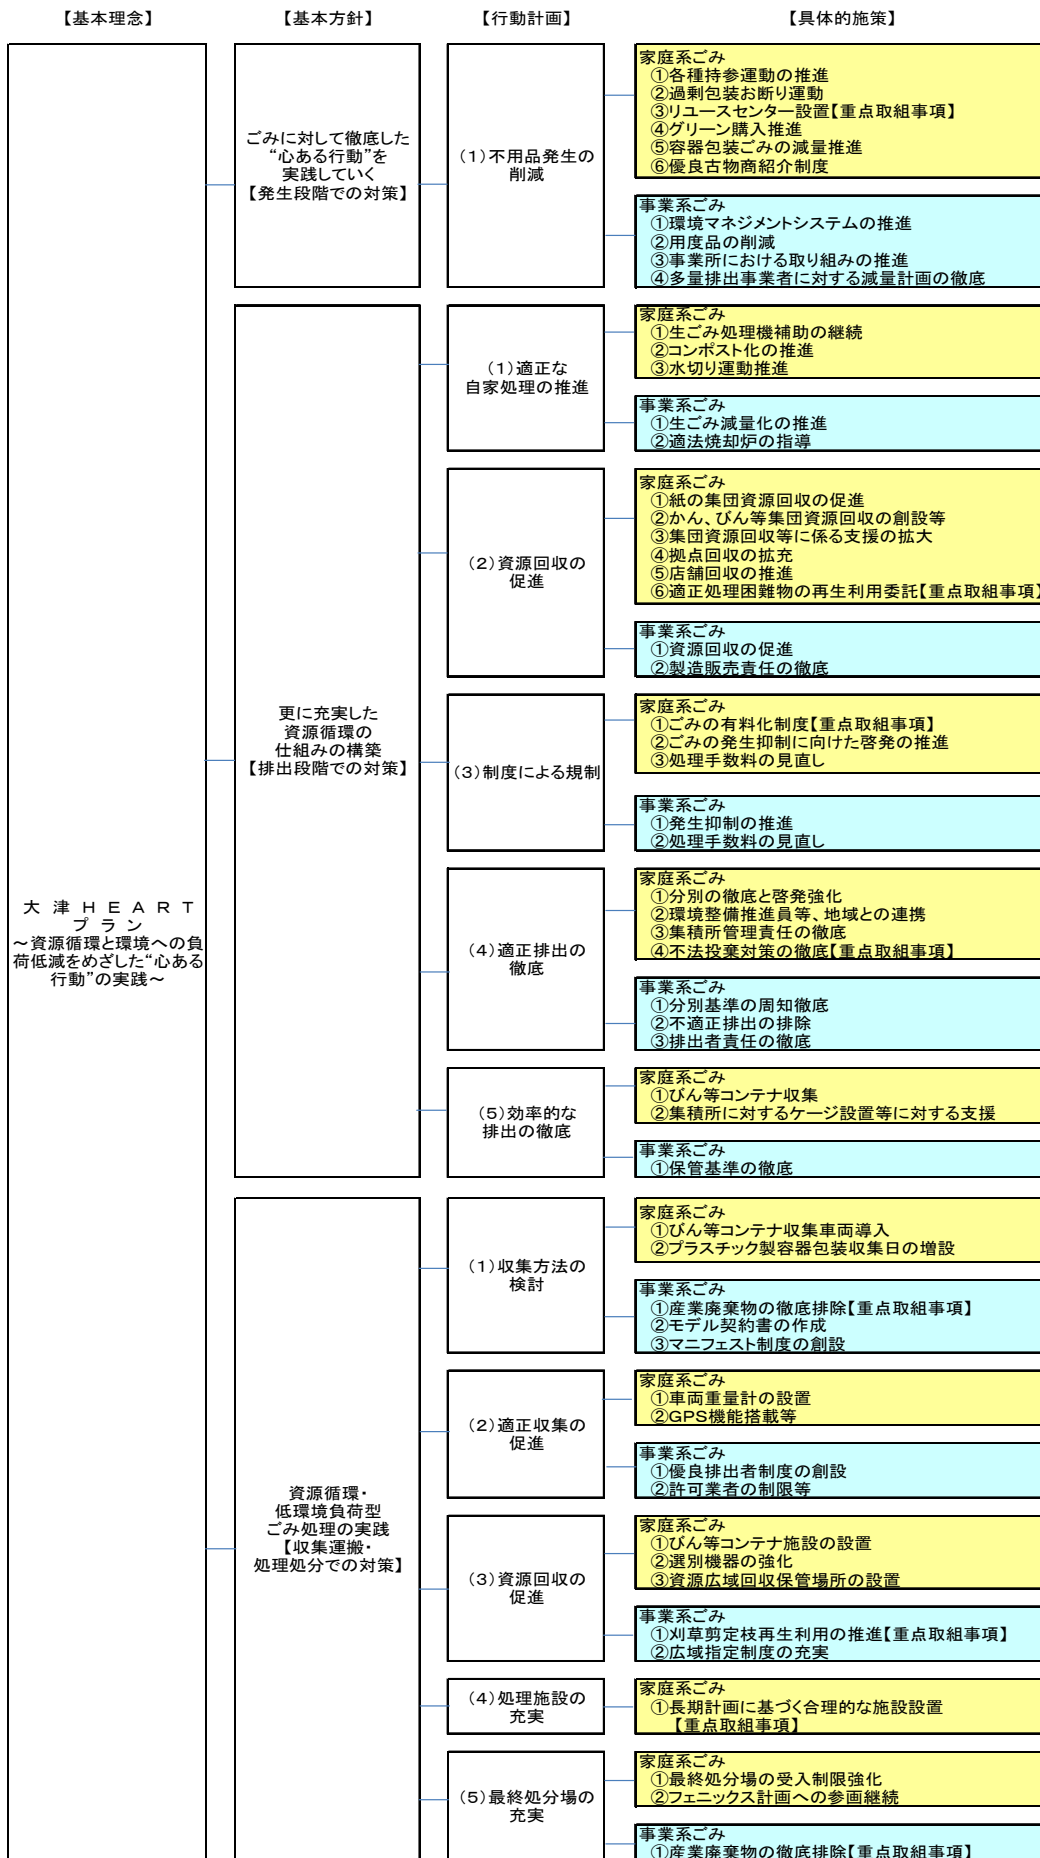 【基本理念】
【基本方針】
【行動計画】
【具体的施策】
大 津 H E A R T
プ ラ ン
~資源循環と環境への負
荷低減をめざした“心ある
行動”の実践~
ごみに対して徹底した
“心ある行動”を
実践していく
【発生段階での対策】
(1)不用品発生の
削減
家庭系ごみ
①各種持参運動の推進
②過剰包装お断り運動
③リユースセンター設置【重点取組事項】
④グリーン購入推進
⑤容器包装ごみの減量推進
⑥優良古物商紹介制度
事業系ごみ
①環境マネジメントシステムの推進
②用度品の削減
③事業所における取り組みの推進
④多量排出事業者に対する減量計画の徹底
更に充実した
資源循環の
仕組みの構築
【排出段階での対策】
(1)適正な
自家処理の推進
家庭系ごみ
①生ごみ処理機補助の継続
②コンポスト化の推進
③水切り運動推進
事業系ごみ
①生ごみ減量化の推進
②適法焼却炉の指導
(2)資源回収の
促進
家庭系ごみ
①紙の集団資源回収の促進
②かん、びん等集団資源回収の創設等
③集団資源回収等に係る支援の拡大
④拠点回収の拡充
⑤店舗回収の推進
⑥適正処理困難物の再生利用委託【重点取組事項】
事業系ごみ
①資源回収の促進
②製造販売責任の徹底
(3)制度による規制
家庭系ごみ
①ごみの有料化制度【重点取組事項】
②ごみの発生抑制に向けた啓発の推進
③処理手数料の見直し
事業系ごみ
①発生抑制の推進
②処理手数料の見直し
(4)適正排出の
徹底
家庭系ごみ
①分別の徹底と啓発強化
②環境整備推進員等、地域との連携
③集積所管理責任の徹底
④不法投棄対策の徹底【重点取組事項】
事業系ごみ
①分別基準の周知徹底
②不適正排出の排除
③排出者責任の徹底
(5)効率的な
排出の徹底
家庭系ごみ
①びん等コンテナ収集
②集積所に対するケージ設置等に対する支援
事業系ごみ
①保管基準の徹底
資源循環・
低環境負荷型
ごみ処理の実践
【収集運搬・
処理処分での対策】
(1)収集方法の
検討
家庭系ごみ
①びん等コンテナ収集車両導入
②プラスチック製容器包装収集日の増設
事業系ごみ
①産業廃棄物の徹底排除【重点取組事項】
②モデル契約書の作成
③マニフェスト制度の創設
(2)適正収集の
促進
家庭系ごみ
①車両重量計の設置
②GPS機能搭載等
事業系ごみ
①優良排出者制度の創設
②許可業者の制限等
(3)資源回収の
促進
家庭系ごみ
①びん等コンテナ施設の設置
②選別機器の強化
③資源広域回収保管場所の設置
事業系ごみ
①刈草剪定枝再生利用の推進【重点取組事項】
②広域指定制度の充実
(4)処理施設の
充実
家庭系ごみ
①長期計画に基づく合理的な施設設置
【重点取組事項】
(5)最終処分場の
充実
家庭系ごみ
①最終処分場の受入制限強化
②フェニックス計画への参画継続
事業系ごみ
①産業廃棄物の徹底排除【重点取組事項】